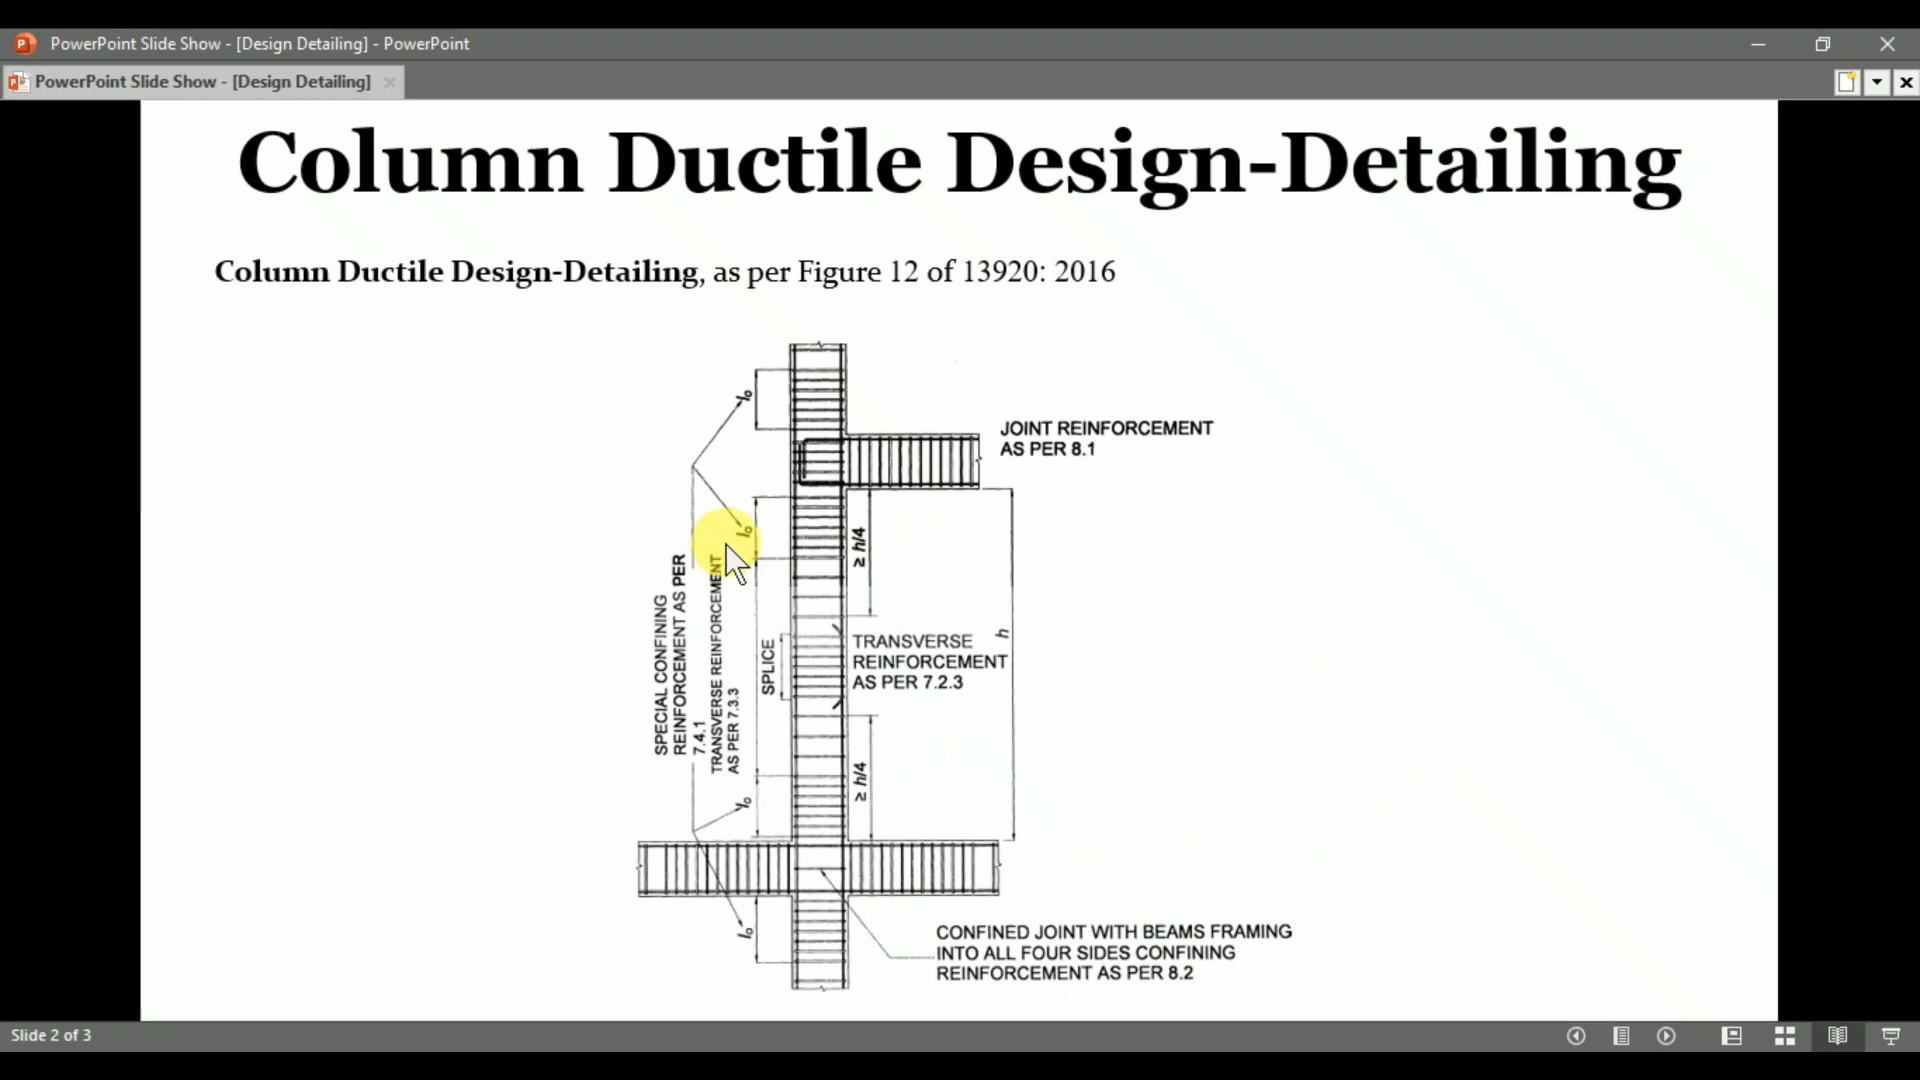 PowerPoint Slide Show - [Design Detailing] - PowerPoint
PowerPoint Slide Show - [Design Detailing]
Column Ductile Design-Detailing
Column Ductile Design-Detailing, as per Figure 12 of 13920: 2016
lo
JOINT REINFORCEMENT
AS PER 8.1
lo
≥ h/4
SPECIAL CONFINING
REINFORCEMENT AS PER
7.4.1
TRANSVERSE REINFORCEMENT
AS PER 7.3.3
SPLICE
TRANSVERSE
REINFORCEMENT
AS PER 7.2.3
h
≥ h/4
lo
lo
CONFINED JOINT WITH BEAMS FRAMING
INTO ALL FOUR SIDES CONFINING
REINFORCEMENT AS PER 8.2
Slide 2 of 3